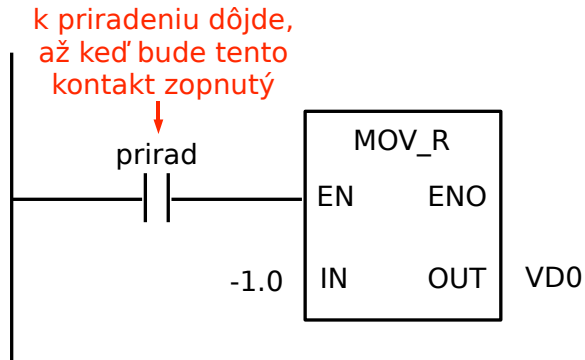 k priradeniu dôjde,
až keď bude tento
kontakt zopnutý
prirad
MOV_R
EN ENO
-1.0 IN OUT VD0